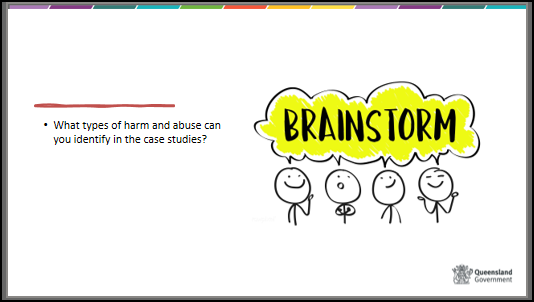 • What types of harm and abuse can
you identify in the case studies?
BRAINSTORM
Queensland
Government